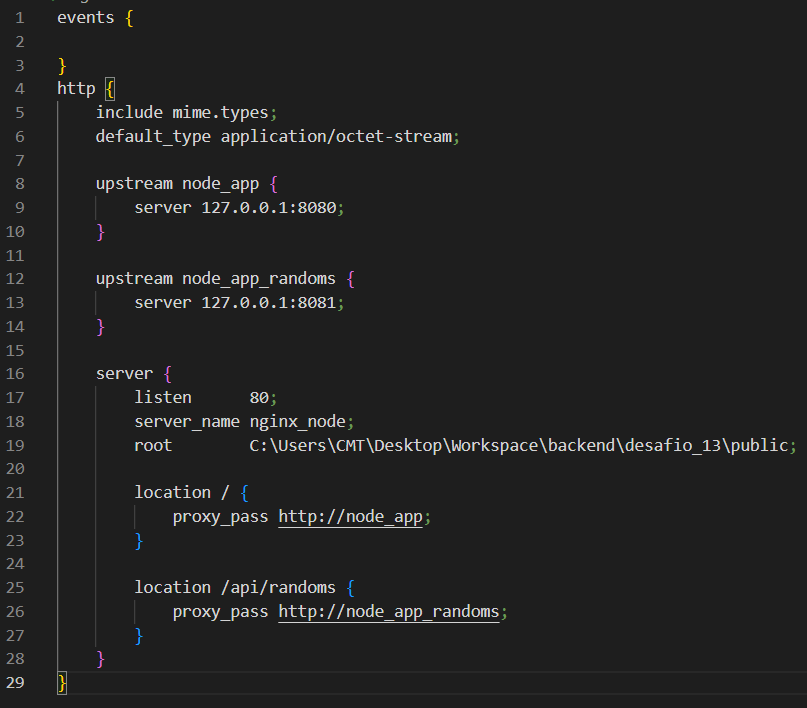 1 events {
2
3 }
4 http {
5 include mime.types;
6 default_type application/octet-stream;
7
8 upstream node_app {
9 server 127.0.0.1:8080;
10 }
11
12 upstream node_app_randoms {
13 server 127.0.0.1:8081;
14 }
15
16 server {
17 listen 80;
18 server_name nginx_node;
19 root C:\Users\CMT\Desktop\Workspace\backend\desafio_13\public;
20
21 location / {
22 proxy_pass http://node_app;
23 }
24
25 location /api/randoms {
26 proxy_pass http://node_app_randoms;
27 }
28 }
29 }